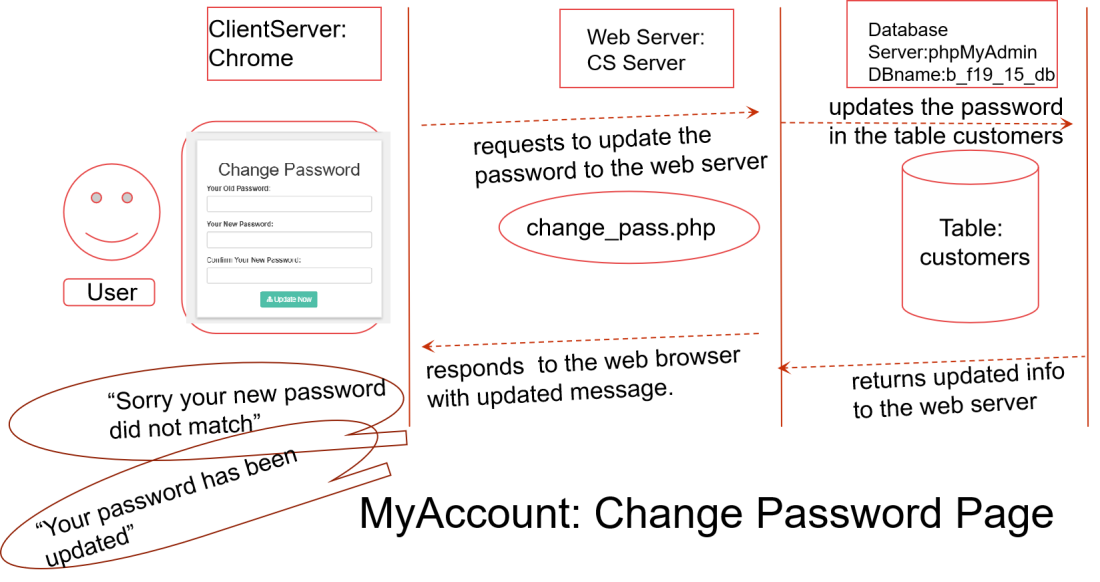 ClientServer:
Chrome
Web Server:
CS Server
Database
Server:phpMyAdmin
DBname:b_f19_15_db
updates the password
in the table customers
requests to update the
password to the web server
Change Password
Your Old Password:
Your New Password:
Confirm Your New Password:
Update Now
User
change_pass.php
Table:
customers
responds to the web browser
with updated message.
returns updated info
to the web server
“Sorry your new password
did not match”
“Your password has been
updated”
MyAccount: Change Password Page